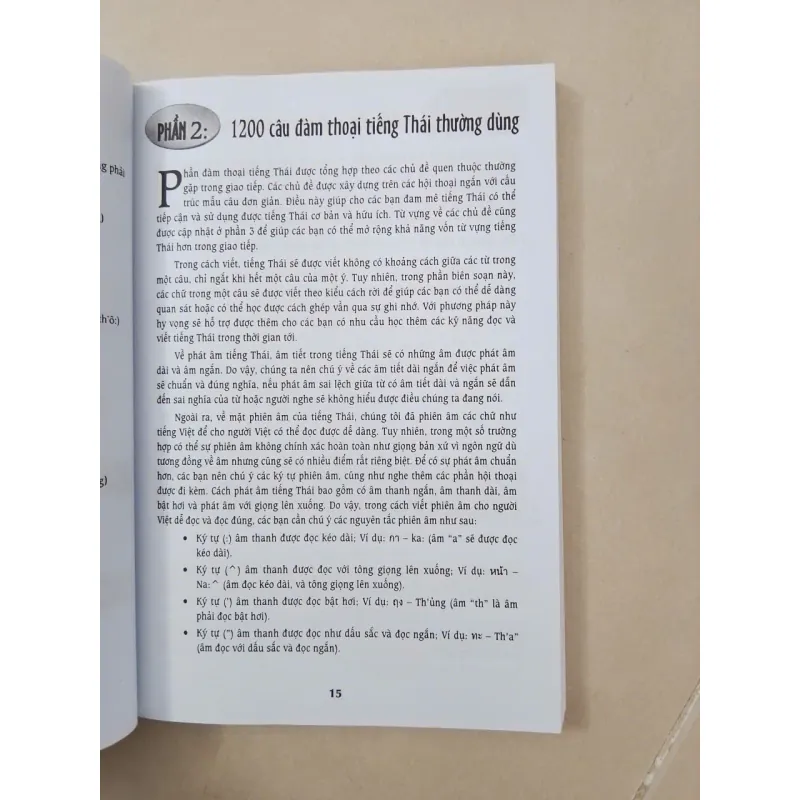 PHẦN 2: 1200 câu đàm thoại tiếng Thái thường dùng
Phần đàm thoại tiếng Thái được tổng hợp theo các chủ đề quen thuộc thường
gặp trong giao tiếp. Các chủ đề được xây dựng trên các hội thoại ngắn với cấu
trúc mẫu câu đơn giản. Điều này giúp cho các bạn đam mê tiếng Thái có thể
tiếp cận và sử dụng được tiếng Thái cơ bản và hữu ích. Từ vựng về các chủ đề cũng
được cập nhật ở phần 3 để giúp các bạn có thể mở rộng khả năng vốn từ vựng tiếng
Thái hơn trong giao tiếp.
Trong cách viết, tiếng Thái sẽ được viết không có khoảng cách giữa các từ trong
một câu, chỉ ngắt khi hết một câu của một ý. Tuy nhiên, trong phần biên soạn này,
các chữ trong một câu sẽ được viết theo kiểu cách rời để giúp các bạn có thể dễ dàng
quan sát hoặc có thể học được cách ghép vần qua sự ghi nhớ. Với phương pháp này
hy vọng sẽ hỗ trợ được thêm cho các bạn có nhu cầu học thêm các kỹ năng đọc và
viết tiếng Thái trong thời gian tới.
Về phát âm tiếng Thái, âm tiết trong tiếng Thái sẽ có những âm được phát âm
dài và âm ngắn. Do vậy, chúng ta nên chú ý về các âm tiết dài ngắn để việc phát âm
sẽ chuẩn và đúng nghĩa, nếu phát âm sai lệch giữa từ có âm tiết dài và ngắn sẽ dẫn
đến sai nghĩa của từ hoặc người nghe sẽ không hiểu được điều chúng ta đang nói.
Ngoài ra, về mặt phiên âm của tiếng Thái, chúng tôi đã phiên âm các chữ như
tiếng Việt để cho người Việt có thể đọc được dễ dàng. Tuy nhiên, trong một số trường
hợp có thể sự phiên âm không chính xác hoàn toàn như giọng bản xứ vì ngôn ngữ dù
tương đồng về âm nhưng cũng sẽ có nhiều điểm rất riêng biệt. Để có sự phát âm chuẩn
hơn, các bạn nên chú ý các ký tự phiên âm, cũng như nghe thêm các phần hội thoại
được đi kèm. Cách phát âm tiếng Thái bao gồm có âm thanh ngắn, âm thanh dài, âm
bật hơi và phát âm với giọng lên xuống. Do vậy, trong cách viết phiên âm cho người
Việt dễ đọc và đọc đúng, các bạn cần chú ý các nguyên tắc phiên âm như sau:
• Ký tự (:) âm thanh được đọc kéo dài; Ví dụ: กา – ka: (âm "a" sẽ được đọc
kéo dài).
• Ký tự (^) âm thanh được đọc với tông giọng lên xuống; Ví dụ: หน้า –
Na:^ (âm đọc kéo dài, và tông giọng lên xuống).
• Ký tự (') âm thanh được đọc bật hơi: Ví dụ: ถุง – Th'ủng (âm "th" là âm
phải đọc bật hơi).
• Ký tự (") âm thanh được đọc như dấu sắc và đọc ngắn; Ví dụ: ทะ – Th'a"
(âm đọc với dấu sắc và đọc ngắn).
15